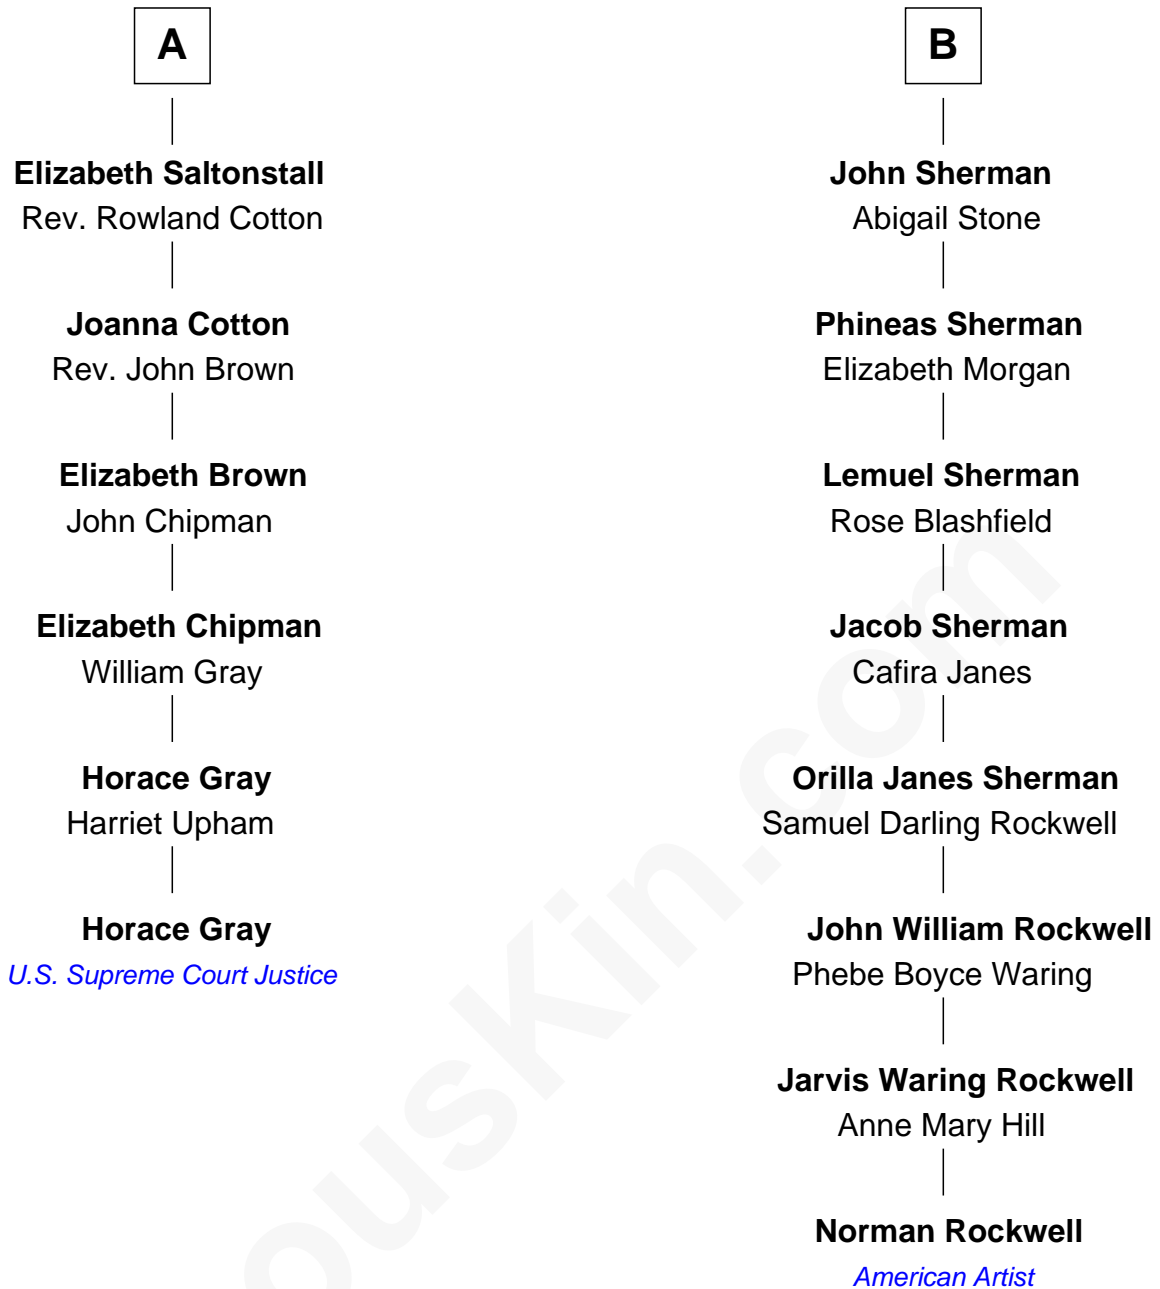 A
Elizabeth Saltonstall
Rev. Rowland Cotton
Joanna Cotton
Rev. John Brown
Elizabeth Brown
John Chipman
Elizabeth Chipman
William Gray
Horace Gray
Harriet Upham
Horace Gray
U.S. Supreme Court Justice
B
John Sherman
Abigail Stone
Phineas Sherman
Elizabeth Morgan
Lemuel Sherman
Rose Blashfield
Jacob Sherman
Cafira Janes
Orilla Janes Sherman
Samuel Darling Rockwell
John William Rockwell
Phebe Boyce Waring
Jarvis Waring Rockwell
Anne Mary Hill
Norman Rockwell
American Artist
ousKin.com